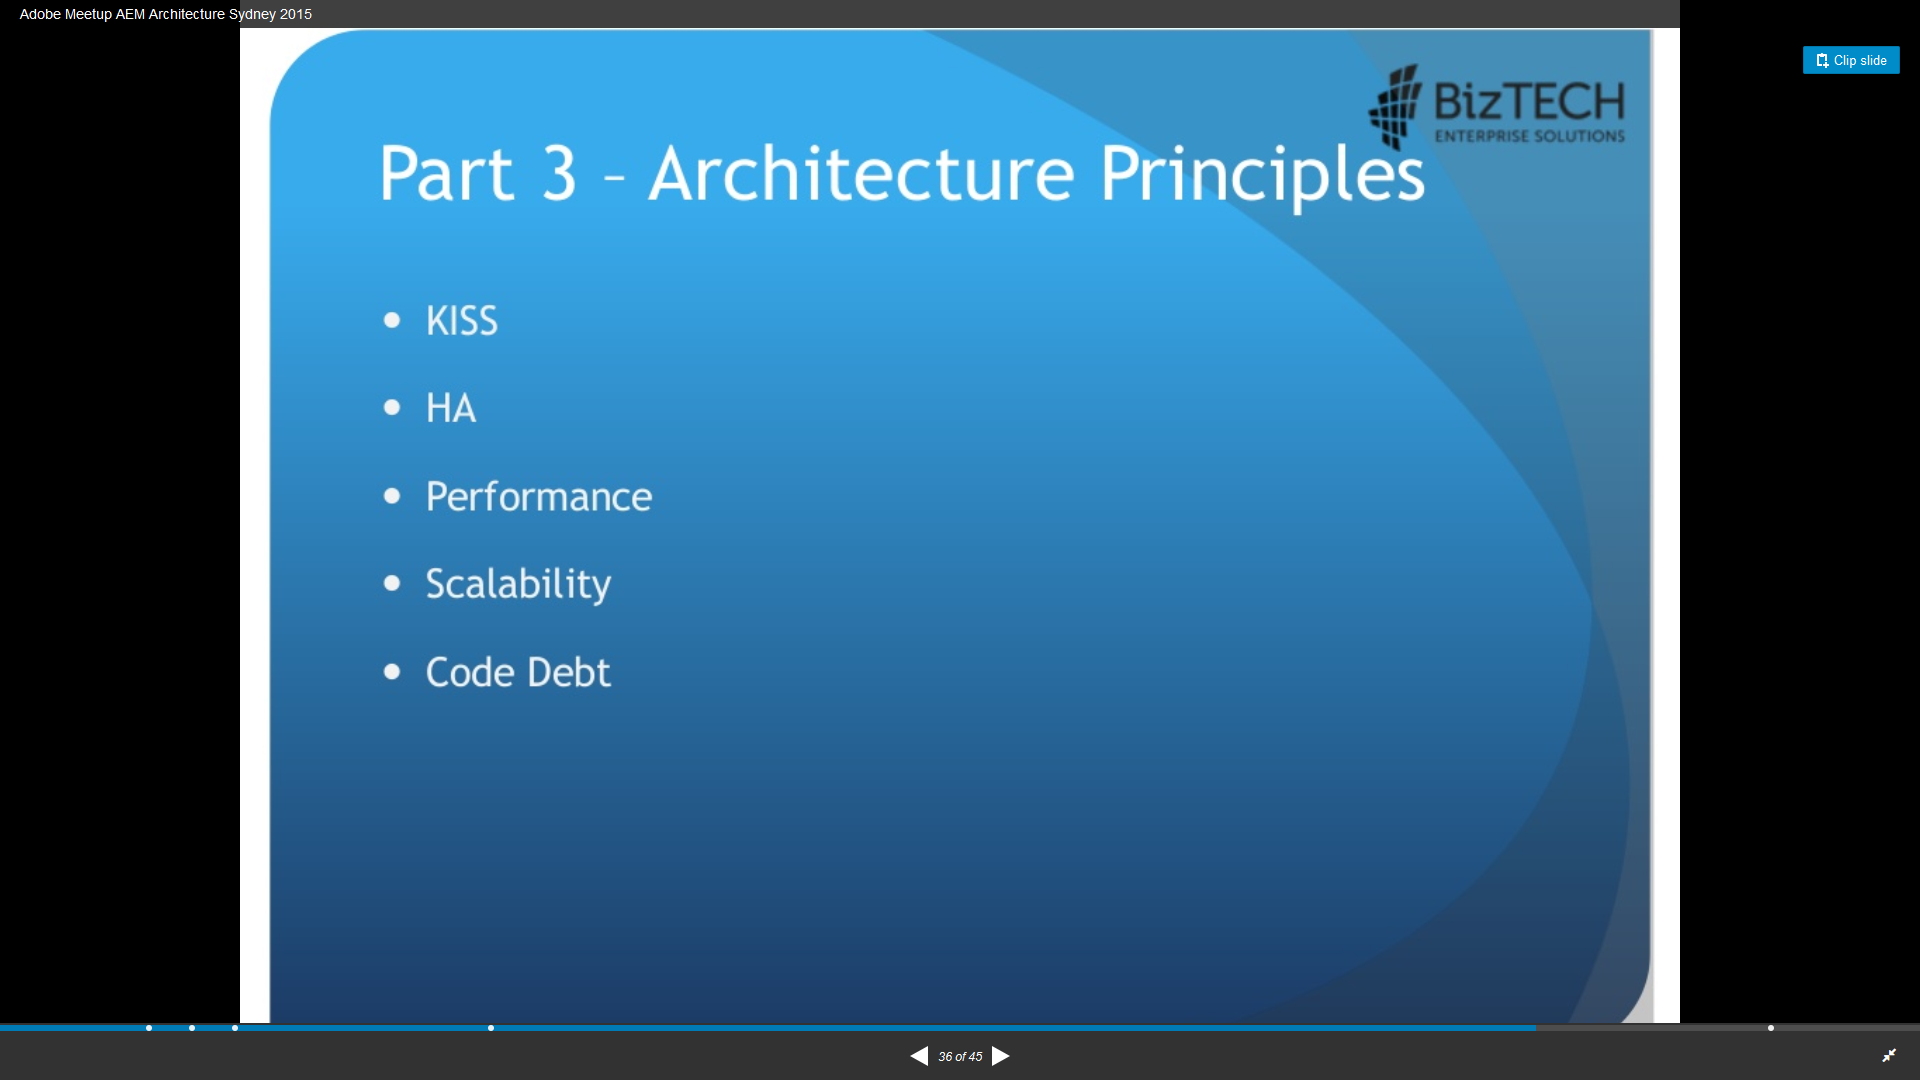 Adobe Meetup AEM Architecture Sydney 2015
Clip slide
BizTECH
ENTERPRISE SOLUTIONS
Part 3 – Architecture Principles
• KISS
• HA
• Performance
• Scalability
• Code Debt
36 of 45